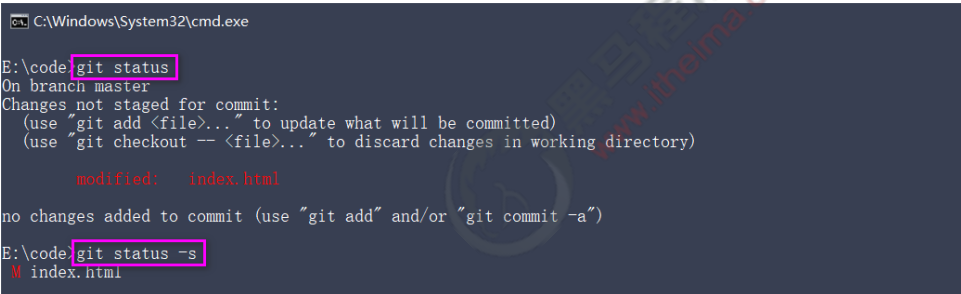 C:\Windows\System32\cmd.exe
E:\code>git status
On branch master
Changes not staged for commit:
  (use "git add <file>..." to update what will be committed)
  (use "git checkout -- <file>..." to discard changes in working directory)
        modified:   index.html
no changes added to commit (use "git add" and/or "git commit -a")
E:\code>git status -s
 M index.html
黑马程
www.itheima.com